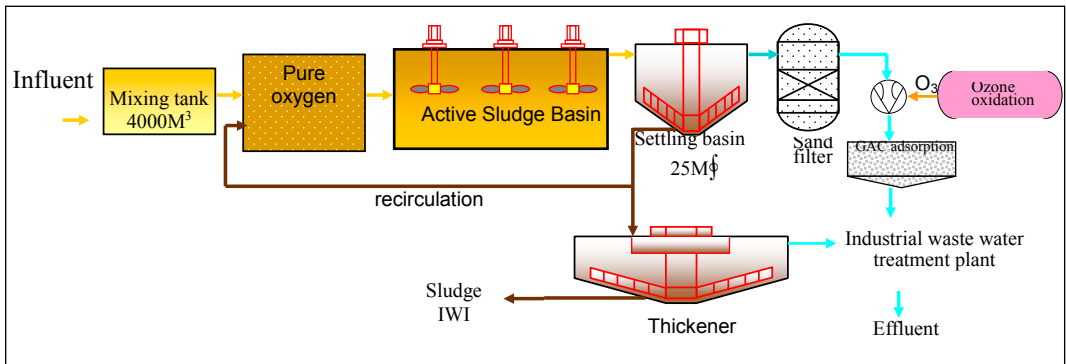 Influent
Mixing tank
4000M³
Pure
oxygen
Active Sludge Basin
Settling basin
25M∮
Sand
filter
O₃
Ozone
oxidation
GAC adsorption
recirculation
Industrial waste water
treatment plant
Sludge
IWI
Thickener
Effluent